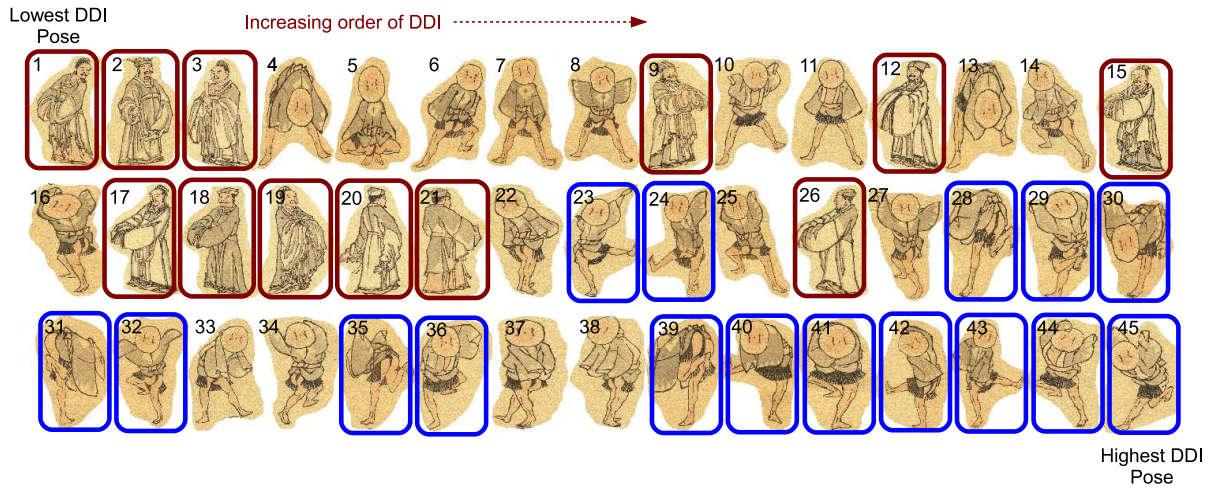 Lowest DDI
Pose
Increasing order of DDI
1 2 3 4 5 6 7 8 9 10 11 12 13 14 15
16 17 18 19 20 21 22 23 24 25 26 27 28 29 30
31 32 33 34 35 36 37 38 39 40 41 42 43 44 45
Highest DDI
Pose